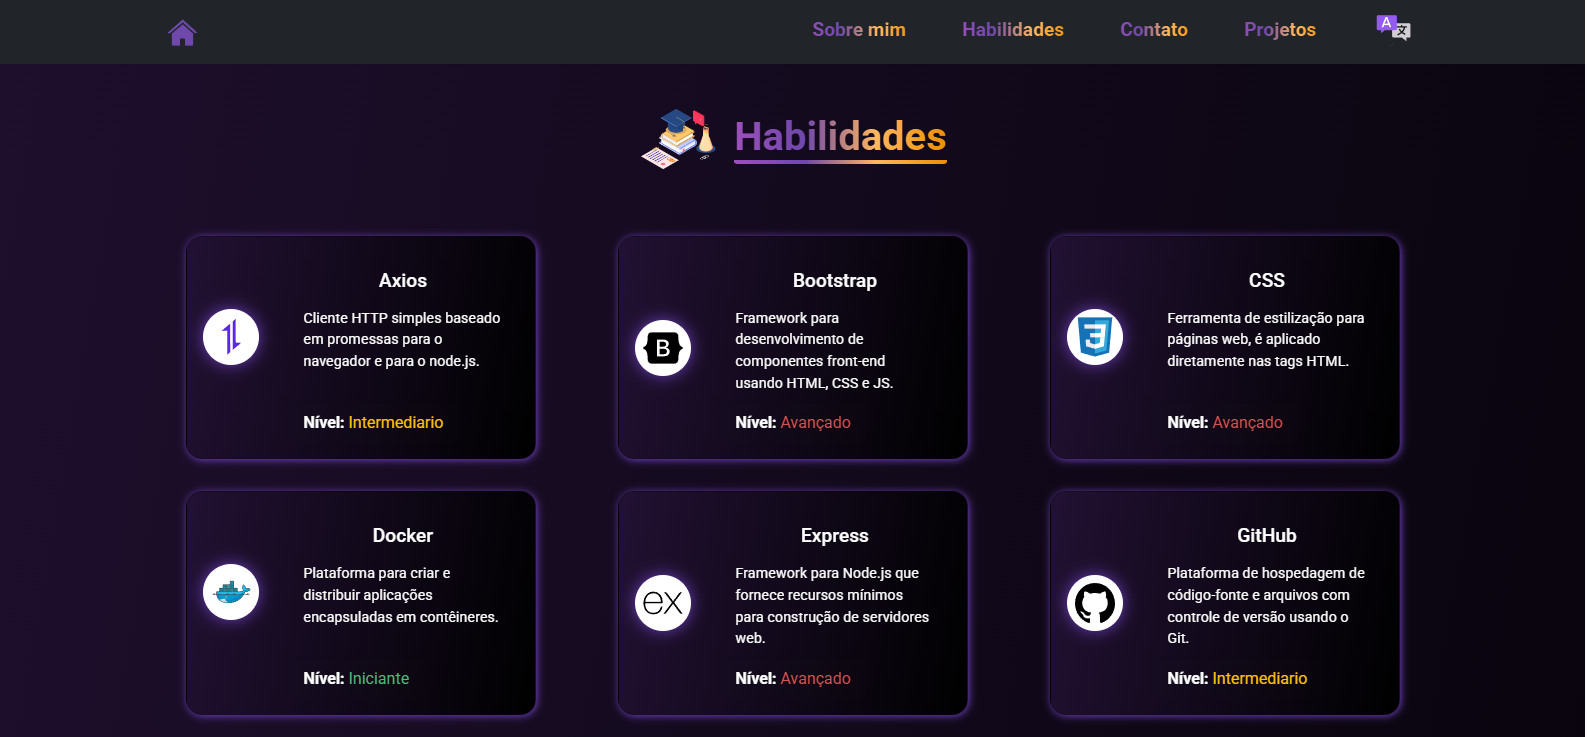 Sobre mim
Habilidades
Contato
Projetos
A 文
Habilidades
Axios
Cliente HTTP simples baseado
em promessas para o
navegador e para o node.js.
Nível: Intermediario
Bootstrap
B
Framework para
desenvolvimento de
componentes front-end
usando HTML, CSS e JS.
Nível: Avançado
CSS
3
Ferramenta de estilização para
páginas web, é aplicado
diretamente nas tags HTML.
Nível: Avançado
Docker
Plataforma para criar e
distribuir aplicações
encapsuladas em contêineres.
Nível: Iniciante
Express
ex
Framework para Node.js que
fornece recursos mínimos
para construção de servidores
web.
Nível: Avançado
GitHub
Plataforma de hospedagem de
código-fonte e arquivos com
controle de versão usando o
Git.
Nível: Intermediario